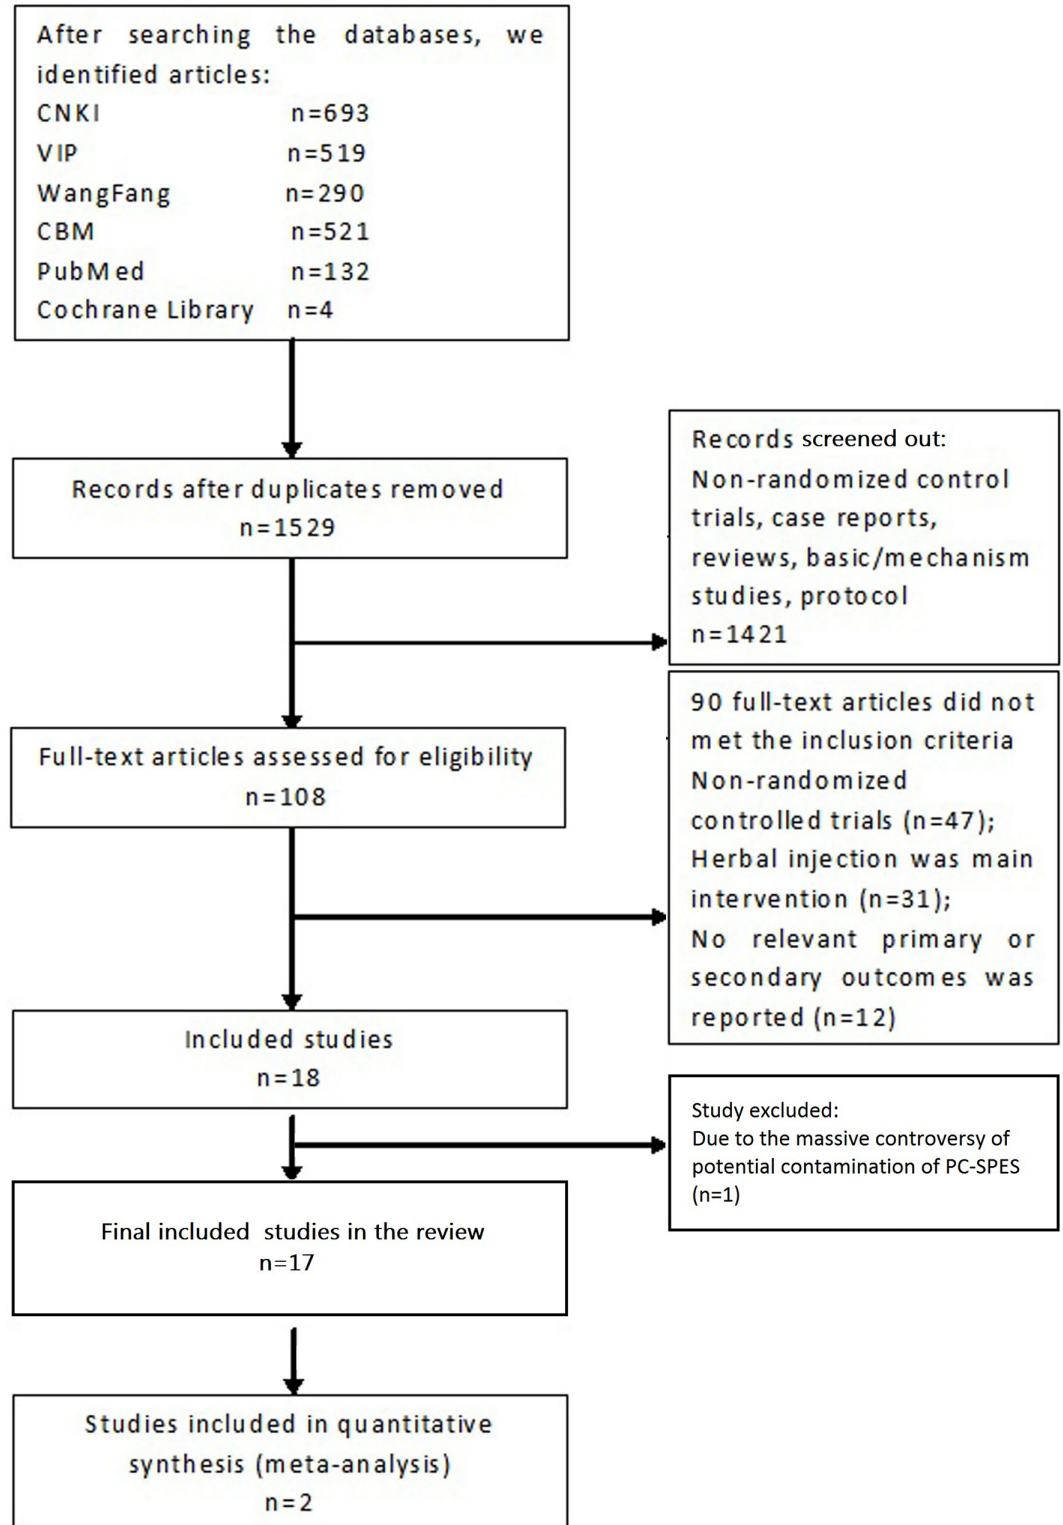 After searching the databases, we
identified articles:
CNKI n=693
VIP n=519
WangFang n=290
CBM n=521
PubMed n=132
Cochrane Library n=4
Records after duplicates removed
n=1529
Records screened out:
Non-randomized control
trials, case reports,
reviews, basic/mechanism
studies, protocol
n=1421
Full-text articles assessed for eligibility
n=108
90 full-text articles did not
met the inclusion criteria
Non-randomized
controlled trials (n=47);
Herbal injection was main
intervention (n=31);
No relevant primary or
secondary outcomes was
reported (n=12)
Included studies
n=18
Study excluded:
Due to the massive controversy of
potential contamination of PC-SPES
(n=1)
Final included studies in the review
n=17
Studies included in quantitative
synthesis (meta-analysis)
n=2